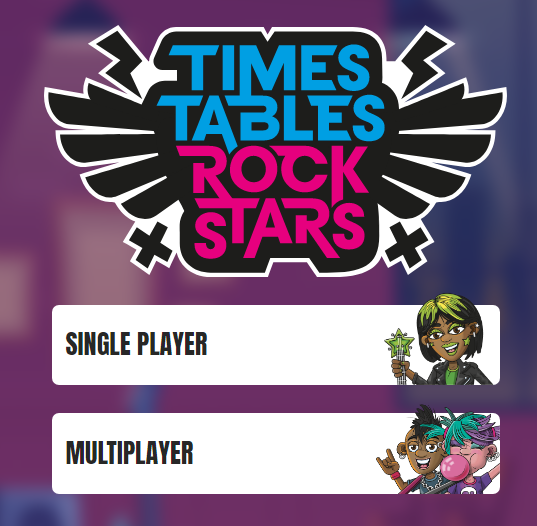 TIMES
TABLES
ROCK
STARS
SINGLE PLAYER
MULTIPLAYER